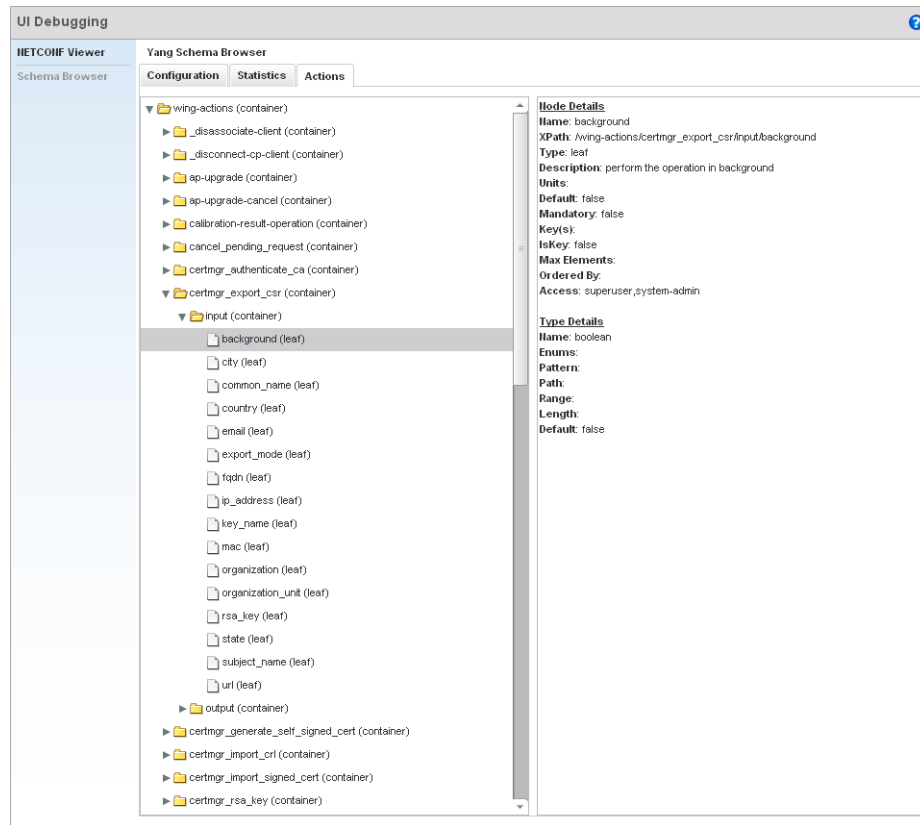 UI Debugging
?
NETCONF Viewer
Schema Browser
Yang Schema Browser
Configuration Statistics Actions
wing-actions (container)
_disassociate-client (container)
_disconnect-cp-client (container)
ap-upgrade (container)
ap-upgrade-cancel (container)
calibration-result-operation (container)
cancel_pending_request (container)
certmgr_authenticate_ca (container)
certmgr_export_csr (container)
input (container)
background (leaf)
city (leaf)
common_name (leaf)
country (leaf)
email (leaf)
export_mode (leaf)
fqdn (leaf)
ip_address (leaf)
key_name (leaf)
mac (leaf)
organization (leaf)
organization_unit (leaf)
rsa_key (leaf)
state (leaf)
subject_name (leaf)
url (leaf)
output (container)
certmgr_generate_self_signed_cert (container)
certmgr_import_crl (container)
certmgr_import_signed_cert (container)
certmgr_rsa_key (container)
Node Details
Name: background
XPath: /wing-actions/certmgr_export_csr/input/background
Type: leaf
Description: perform the operation in background
Units:
Default: false
Mandatory: false
Key(s):
IsKey: false
Max Elements:
Ordered By:
Access: superuser,system-admin
Type Details
Name: boolean
Enums:
Pattern:
Path:
Range:
Length:
Default: false